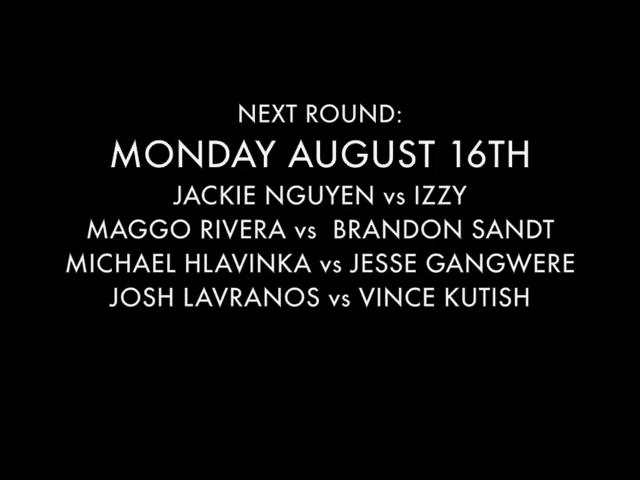 NEXT ROUND:
MONDAY AUGUST 16TH
JACKIE NGUYEN vs IZZY
MAGGO RIVERA vs BRANDON SANDT
MICHAEL HLAVINKA vs JESSE GANGWERE
JOSH LAVRANOS vs VINCE KUTISH